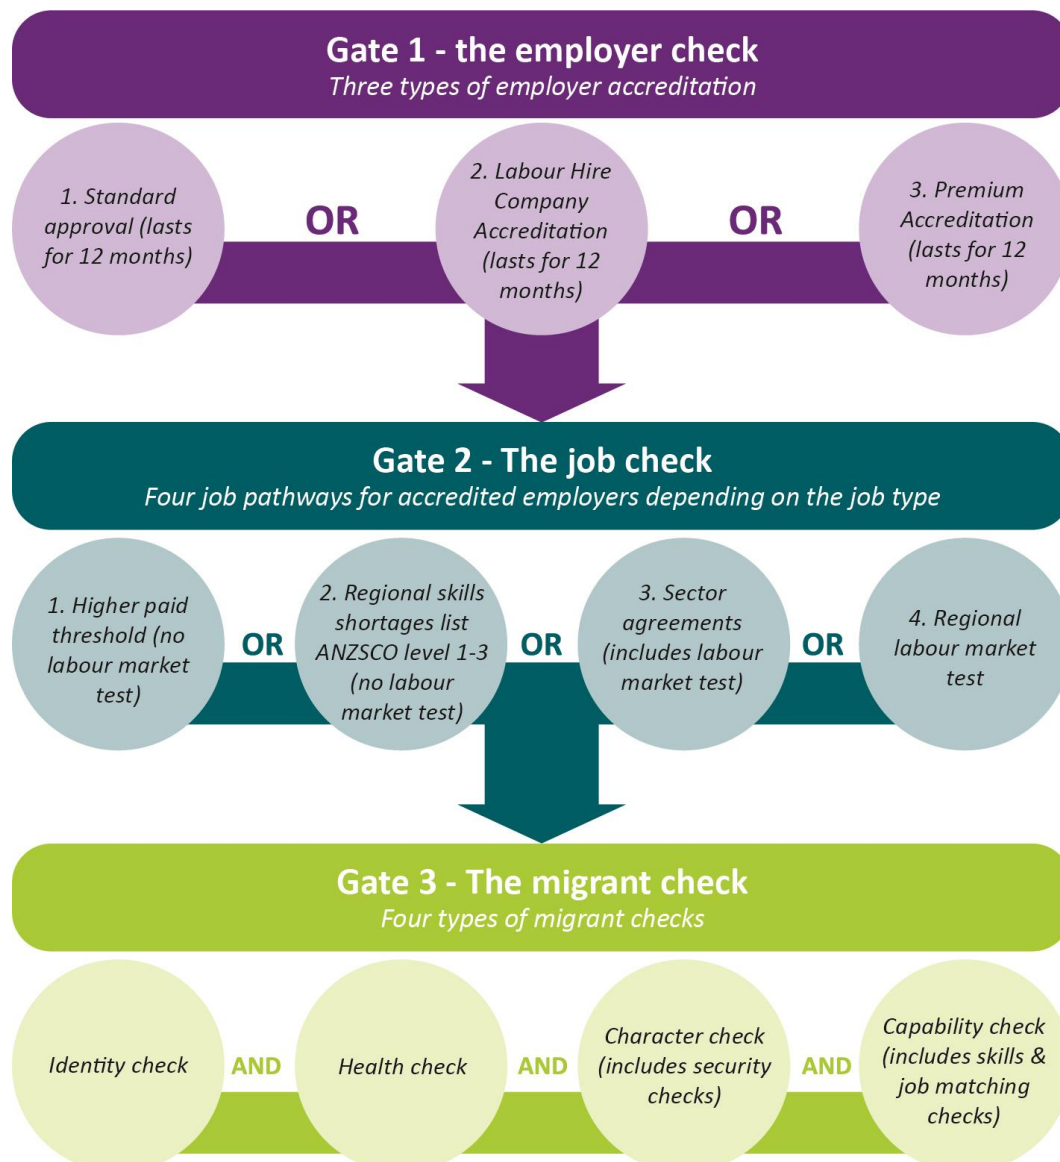 Gate 1 - the employer check
Three types of employer accreditation
1. Standard
approval (lasts
for 12 months)
OR
2. Labour Hire
Company
Accreditation
(lasts for 12
months)
OR
3. Premium
Accreditation
(lasts for 12
months)
Gate 2 - The job check
Four job pathways for accredited employers depending on the job type
1. Higher paid
threshold (no
labour market
test)
OR
2. Regional skills
shortages list
ANZSCO level 1-3
(no labour
market test)
OR
3. Sector
agreements
(includes labour
market test)
OR
4. Regional
labour market
test
Gate 3 - The migrant check
Four types of migrant checks
Identity check
AND
Health check
AND
Character check
(includes security
checks)
AND
Capability check
(includes skills &
job matching
checks)